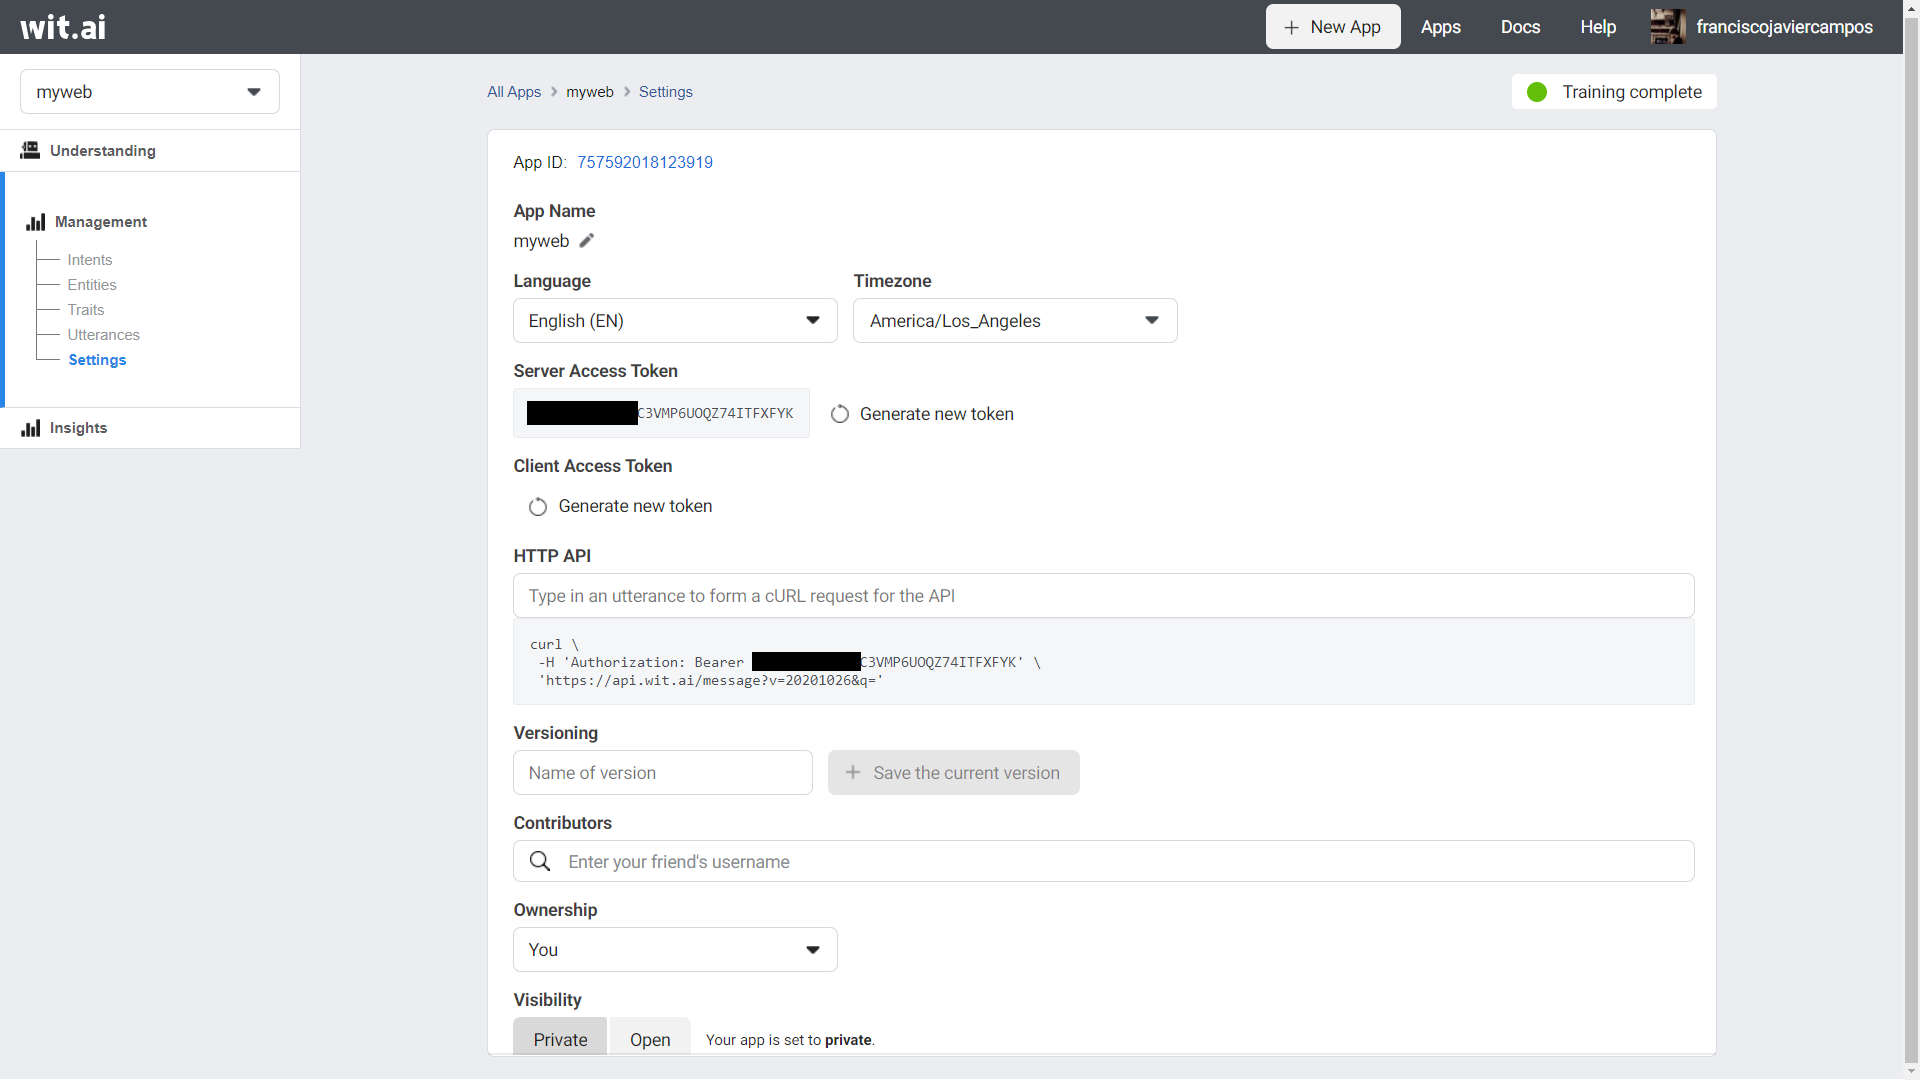 wit.ai
New App
Apps
Docs
Help
franciscojaviercampos
myweb
Understanding
Management
Intents
Entities
Traits
Utterances
Settings
Insights
All Apps > myweb > Settings
Training complete
App ID: 757592018123919
App Name
myweb
Language
Timezone
English (EN)
America/Los_Angeles
Server Access Token
C3VMP6UOQZ74ITFXFYK
Generate new token
Client Access Token
Generate new token
HTTP API
Type in an utterance to form a cURL request for the API
curl \
-H 'Authorization: Bearer C3VMP6UOQZ74ITFXFYK' \
'https://api.wit.ai/message?v=20201026&q='
Versioning
Name of version
Save the current version
Contributors
Enter your friend's username
Ownership
You
Visibility
Private
Open
Your app is set to private.